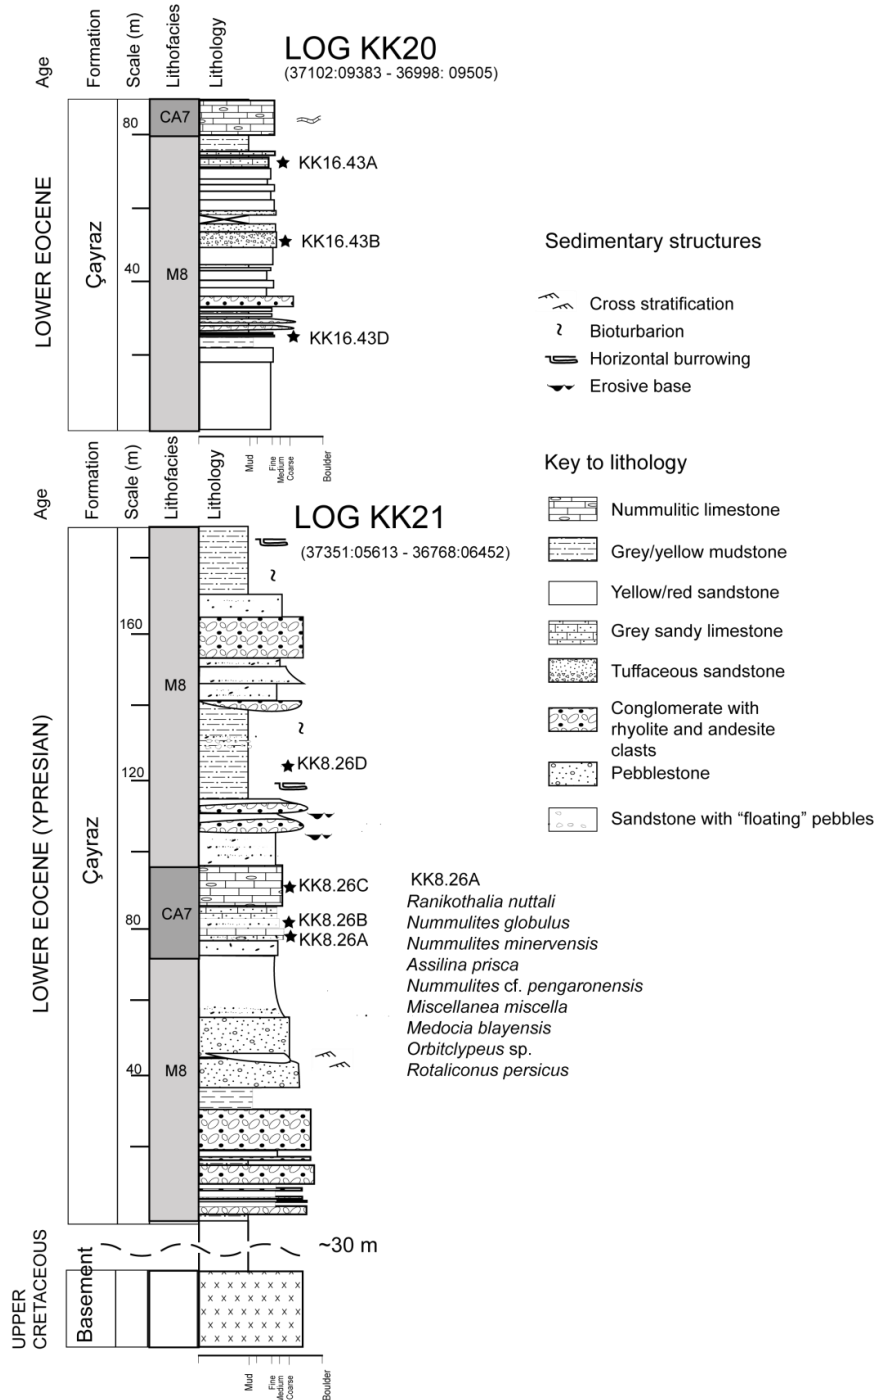 Age
Formation
Scale (m)
Lithofacies
Lithology
LOG KK20
(37102:09383 - 36998: 09505)
LOWER EOCENE
Çayraz
80
40
CA7
M8
KK16.43A
KK16.43B
KK16.43D
Mud
Fine
Medium
Coarse
Boulder
Sedimentary structures
Cross stratification
Bioturbarion
Horizontal burrowing
Erosive base
Key to lithology
Nummulitic limestone
Grey/yellow mudstone
Yellow/red sandstone
Grey sandy limestone
Tuffaceous sandstone
Conglomerate with
rhyolite and andesite
clasts
Pebblestone
Sandstone with “floating” pebbles
Age
Formation
Scale (m)
Lithofacies
Lithology
LOG KK21
(37351:05613 - 36768:06452)
LOWER EOCENE (YPRESIAN)
Çayraz
160
120
80
40
M8
CA7
M8
KK8.26D
KK8.26C
KK8.26B
KK8.26A
KK8.26A
Ranikothalia nuttali
Nummulites globulus
Nummulites minervensis
Assilina prisca
Nummulites cf. pengaronensis
Miscellanea miscella
Medocia blayensis
Orbitclypeus sp.
Rotaliconus persicus
~30 m
UPPER
CRETACEOUS
Basement
Mud
Fine
Medium
Coarse
Boulder